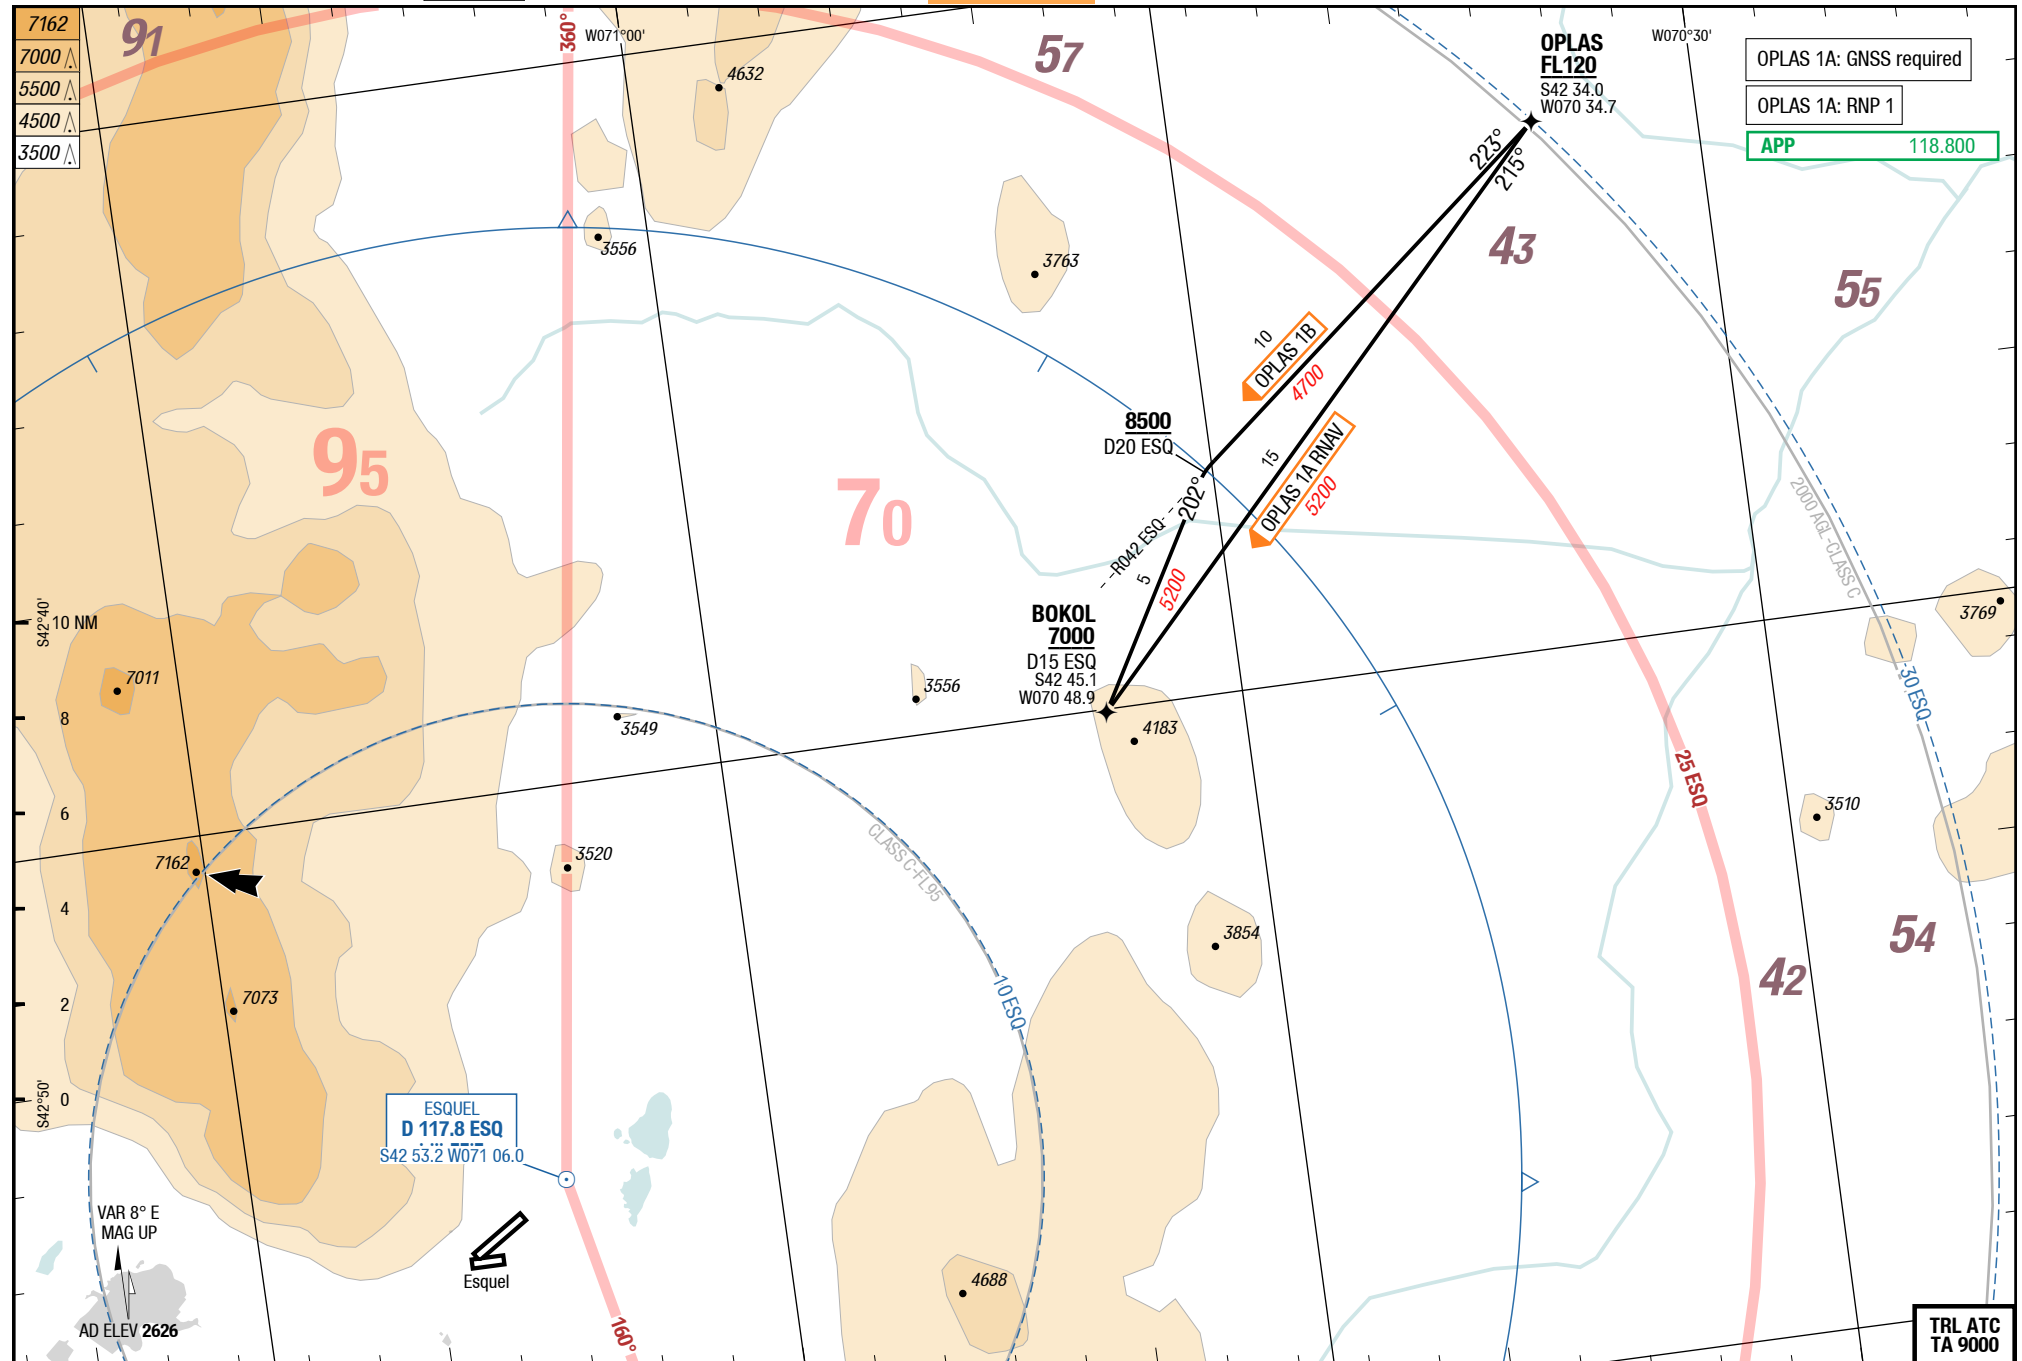 7162
7000
5500
4500
3500
91
360°
W071°00'
57
OPLAS
FL120
S42 34.0
W070 34.7
W070°30'
OPLAS 1A: GNSS required
OPLAS 1A: RNP 1
APP 118.800
4632
223°
215°
3556
3763
43
55
10
OPLAS 1B
4700
8500
D20 ESQ
95
70
15
OPLAS 1A RNAV
5200
202°
R042 ESQ
5
5200
2000 AGL - CLASS C
BOKOL
7000
D15 ESQ
S42 45.1
W070 48.9
S42°40'
10 NM
3769
7011
8
3549
3556
4183
30 ESQ
25 ESQ
6
3510
7162
3520
CLASS C-FL95
4
3854
54
42
7073
2
10 ESQ
S42°50'
0
ESQUEL
D 117.8 ESQ
S42 53.2 W071 06.0
VAR 8° E
MAG UP
Esquel
4688
AD ELEV 2626
160°
TRL ATC
TA 9000